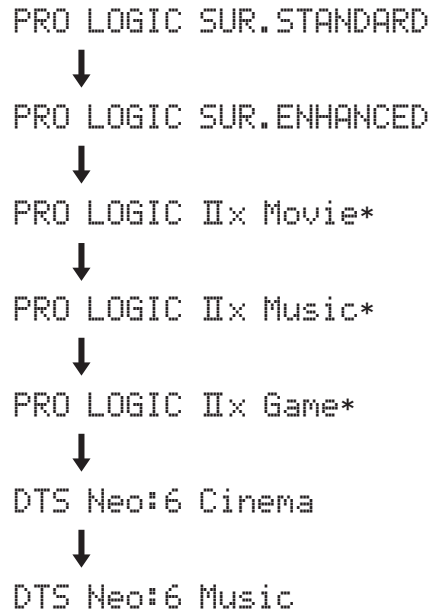 PRO LOGIC SUR.STANDARD
PRO LOGIC SUR.ENHANCED
PRO LOGIC Ⅱx Movie*
PRO LOGIC Ⅱx Music*
PRO LOGIC Ⅱx Game*
DTS Neo:6 Cinema
DTS Neo:6 Music